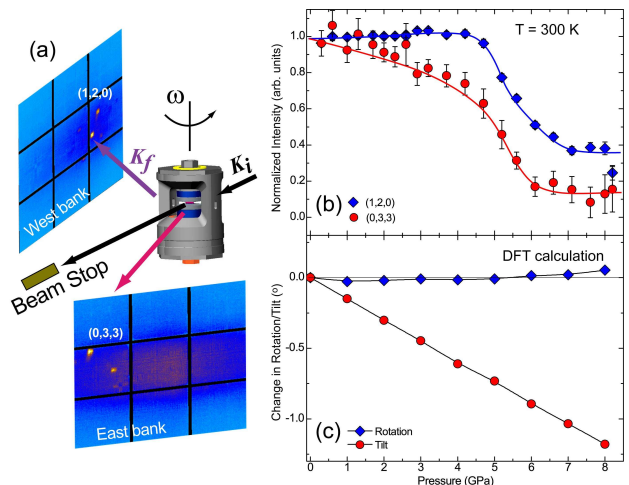 (a)
(1,2,0)
ω
K_f
K_i
West bank
Beam Stop
(0,3,3)
East bank
Normalized Intensity (arb. units)
1.0
0.8
0.6
0.4
0.2
0.0
T = 300 K
(b)
(1,2,0)
(0,3,3)
Change in Rotation/Tilt (°)
0.0
-0.5
-1.0
DFT calculation
(c)
Rotation
Tilt
0 1 2 3 4 5 6 7 8
Pressure (GPa)